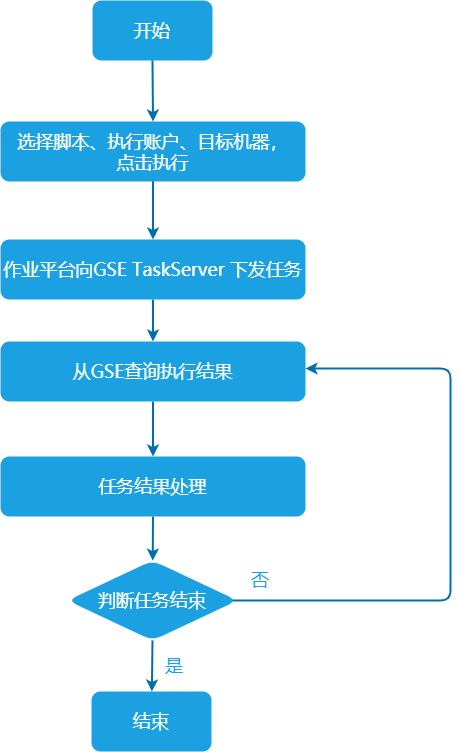 开始
选择脚本、执行账户、目标机器，
点击执行
作业平台向GSE TaskServer 下发任务
从GSE查询执行结果
任务结果处理
判断任务结束
否
是
结束